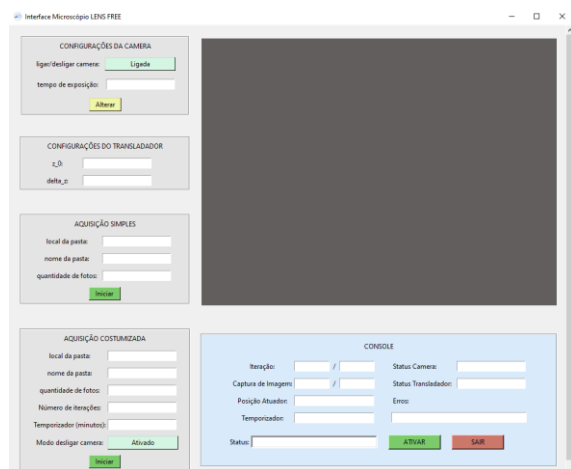 Interface Microscópio LENS FREE
CONFIGURAÇÕES DA CAMERA
ligar/desligar camera: Ligada
tempo de exposição:
Alterar
CONFIGURAÇÕES DO TRANSLADADOR
z_0:
delta_z:
AQUISIÇÃO SIMPLES
local da pasta:
nome da pasta:
quantidade de fotos:
Iniciar
AQUISIÇÃO COSTUMIZADA
local da pasta:
nome da pasta:
quantidade de fotos:
Número de iterações:
Temporizador (minutos):
Modo desligar camera: Ativado
Iniciar
CONSOLE
Iteração: / Status Camera:
Captura de Imagem: / Status Transladador:
Posição Atuador: Erros:
Temporizador:
Status: ATIVAR SAIR